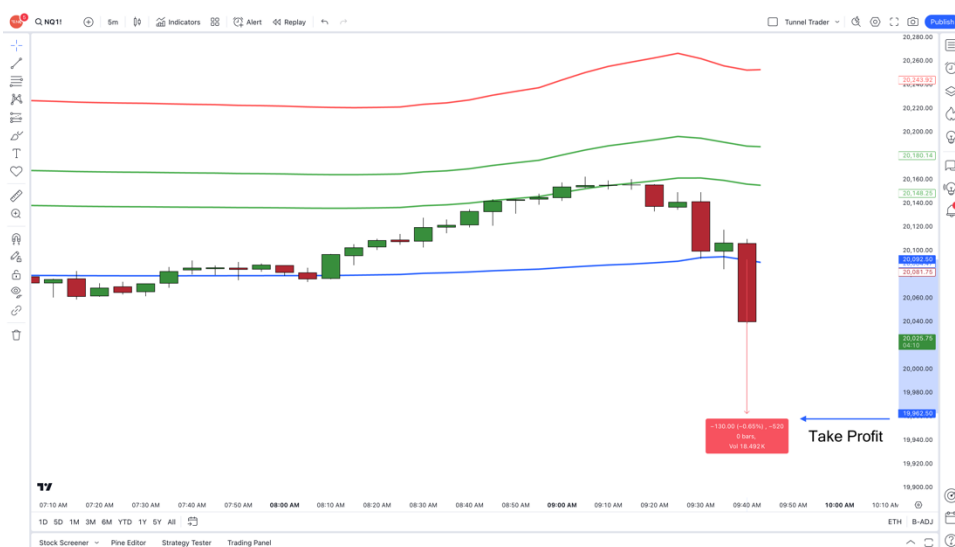 NQ1!
5m
Indicators
Alert
Replay
Tunnel Trader
Publish
20,280.00
20,260.00
20,243.92
20,240.00
20,220.00
20,200.00
20,180.14
20,160.00
20,148.25
20,140.00
20,120.00
20,100.00
20,092.50
20,081.75
20,060.00
20,040.00
20,025.75
04:10
20,000.00
19,980.00
19,962.50
19,940.00
19,920.00
19,900.00
−130.00 (−0.65%) , −520
0 bars,
Vol 18.492K
Take Profit
07:10 AM 07:20 AM 07:30 AM 07:40 AM 07:50 AM 08:00 AM 08:10 AM 08:20 AM 08:30 AM 08:40 AM 08:50 AM 09:00 AM 09:10 AM 09:20 AM 09:30 AM 09:40 AM 09:50 AM 10:00 AM 10:10 AM
1D 5D 1M 3M 6M YTD 1Y 5Y All
ETH B-ADJ
Stock Screener Pine Editor Strategy Tester Trading Panel